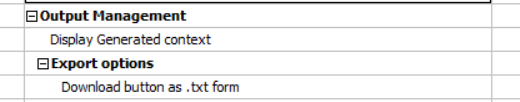 Output Management
Display Generated context
Export options
Download button as .txt form